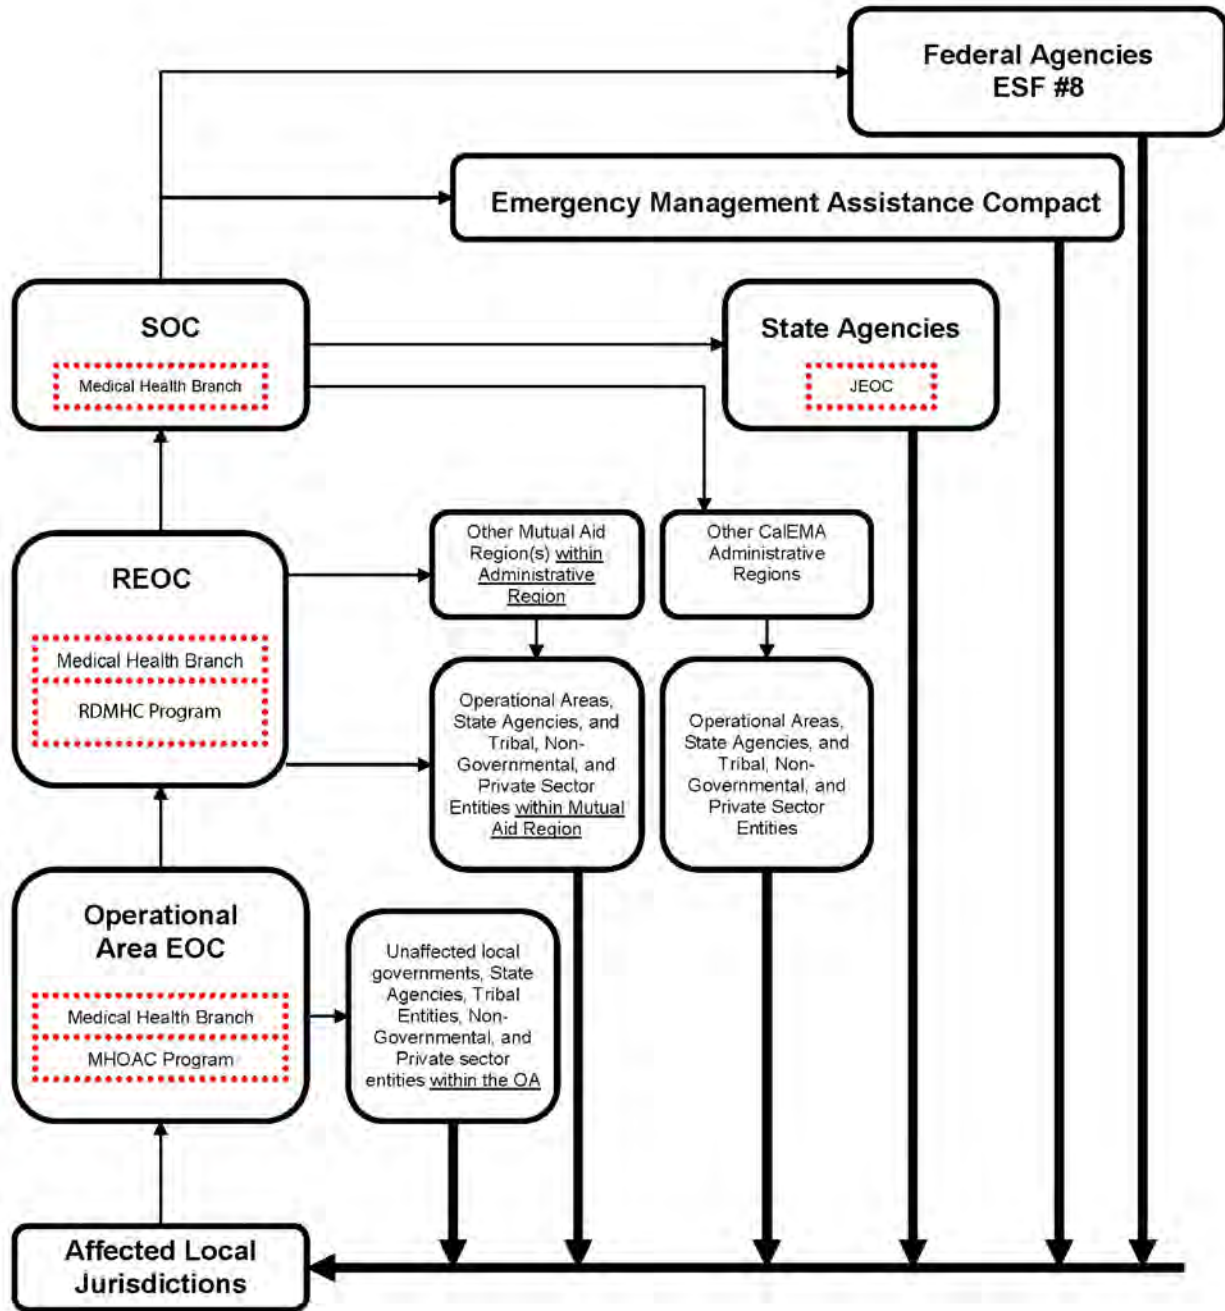 Federal Agencies
ESF #8
Emergency Management Assistance Compact
SOC
Medical Health Branch
State Agencies
JEOC
REOC
Medical Health Branch
RDMHC Program
Other Mutual Aid
Region(s) within
Administrative
Region
Other CalEMA
Administrative
Regions
Operational Areas,
State Agencies, and
Tribal, Non-
Governmental, and
Private Sector
Entities within Mutual
Aid Region
Operational Areas,
State Agencies, and
Tribal, Non-
Governmental, and
Private Sector
Entities
Operational
Area EOC
Medical Health Branch
MHOAC Program
Unaffected local
governments, State
Agencies, Tribal
Entities, Non-
Governmental, and
Private sector
entities within the OA
Affected Local
Jurisdictions